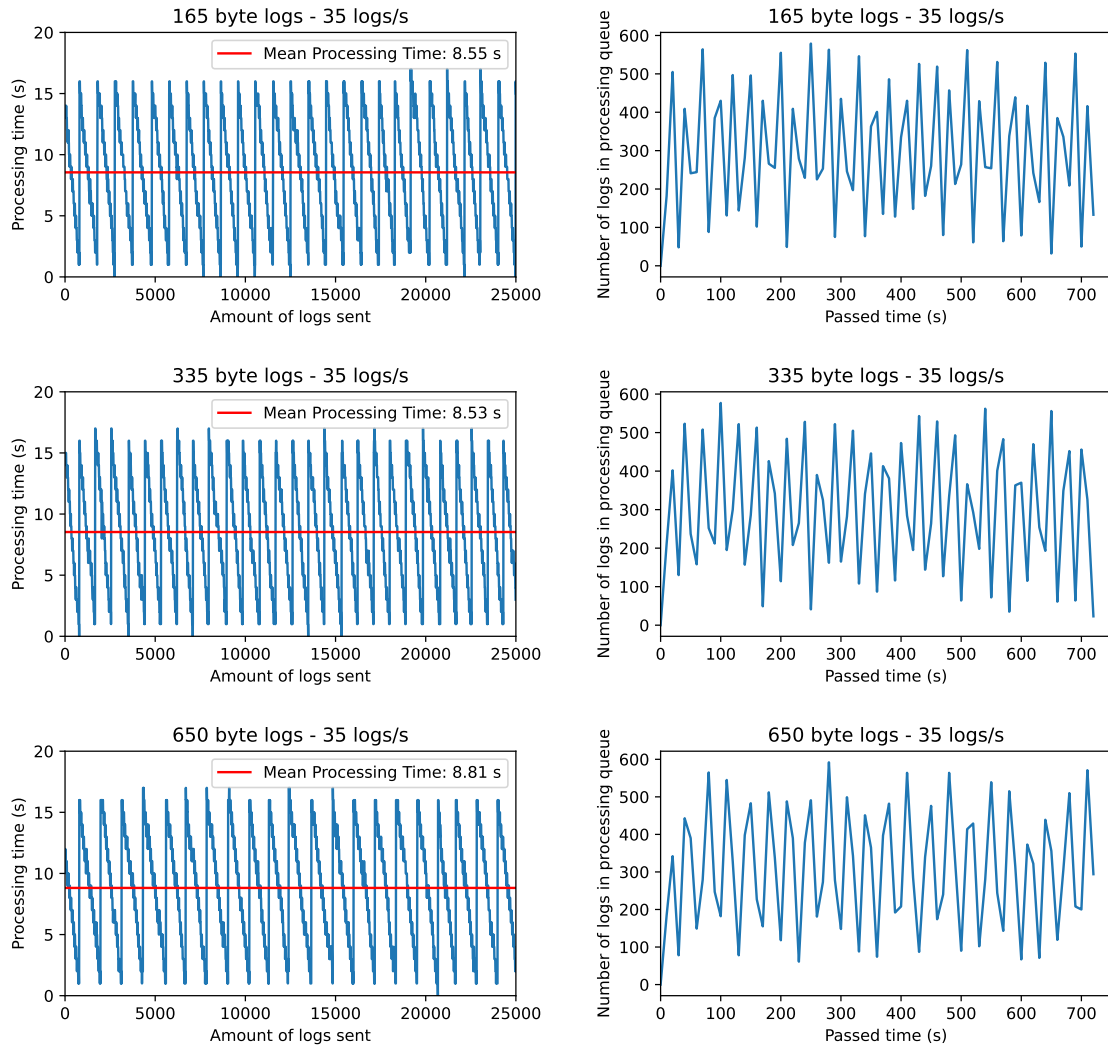 165 byte logs - 35 logs/s
Mean Processing Time: 8.55 s
Processing time (s)
20
15
10
5
0
0 5000 10000 15000 20000 25000
Amount of logs sent
165 byte logs - 35 logs/s
Number of logs in processing queue
600
500
400
300
200
100
0
0 100 200 300 400 500 600 700
Passed time (s)
335 byte logs - 35 logs/s
Mean Processing Time: 8.53 s
Processing time (s)
20
15
10
5
0
0 5000 10000 15000 20000 25000
Amount of logs sent
335 byte logs - 35 logs/s
Number of logs in processing queue
600
500
400
300
200
100
0
0 100 200 300 400 500 600 700
Passed time (s)
650 byte logs - 35 logs/s
Mean Processing Time: 8.81 s
Processing time (s)
20
15
10
5
0
0 5000 10000 15000 20000 25000
Amount of logs sent
650 byte logs - 35 logs/s
Number of logs in processing queue
600
500
400
300
200
100
0
0 100 200 300 400 500 600 700
Passed time (s)